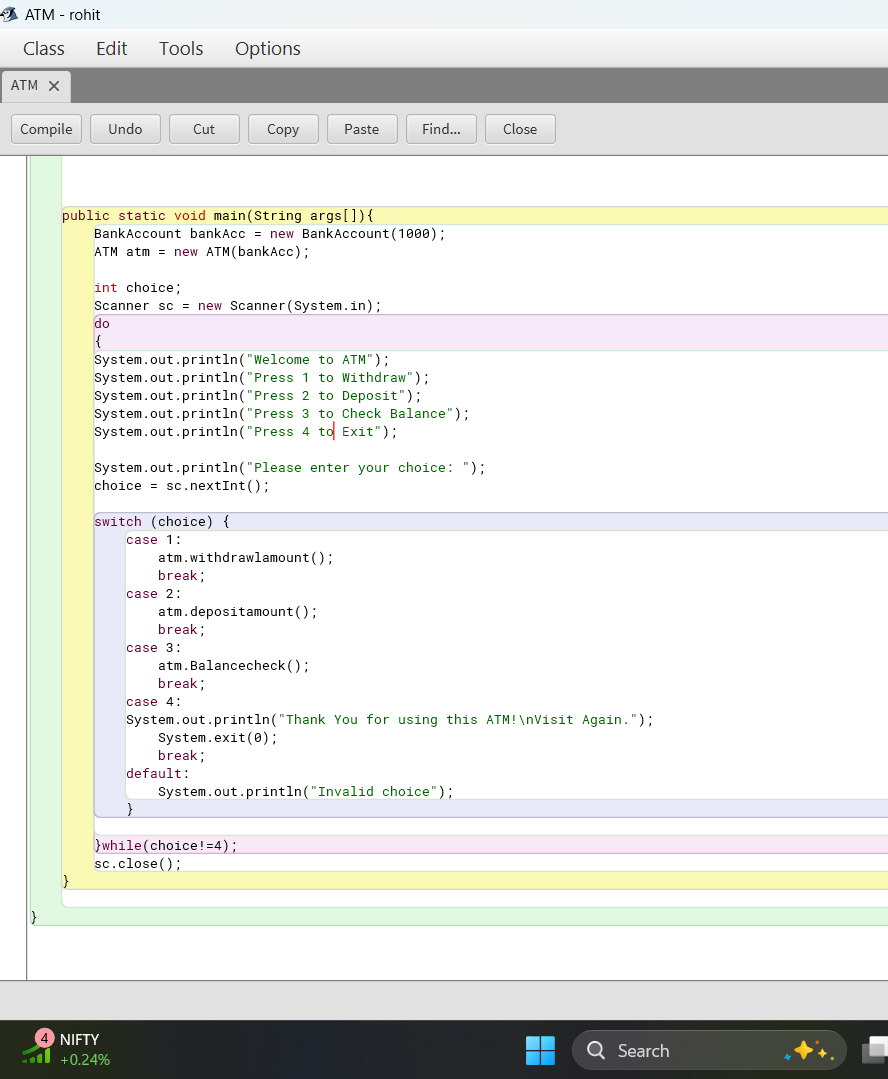 ATM - rohit
Class Edit Tools Options
ATM
Compile Undo Cut Copy Paste Find... Close
public static void main(String args[]){
BankAccount bankAcc = new BankAccount(1000);
ATM atm = new ATM(bankAcc);
int choice;
Scanner sc = new Scanner(System.in);
do
{
System.out.println("Welcome to ATM");
System.out.println("Press 1 to Withdraw");
System.out.println("Press 2 to Deposit");
System.out.println("Press 3 to Check Balance");
System.out.println("Press 4 to Exit");
System.out.println("Please enter your choice: ");
choice = sc.nextInt();
switch (choice) {
case 1:
atm.withdrawlamount();
break;
case 2:
atm.depositamount();
break;
case 3:
atm.Balancecheck();
break;
case 4:
System.out.println("Thank You for using this ATM!\nVisit Again.");
System.exit(0);
break;
default:
System.out.println("Invalid choice");
}
}while(choice!=4);
sc.close();
}
}
4 NIFTY
+0.24%
Search